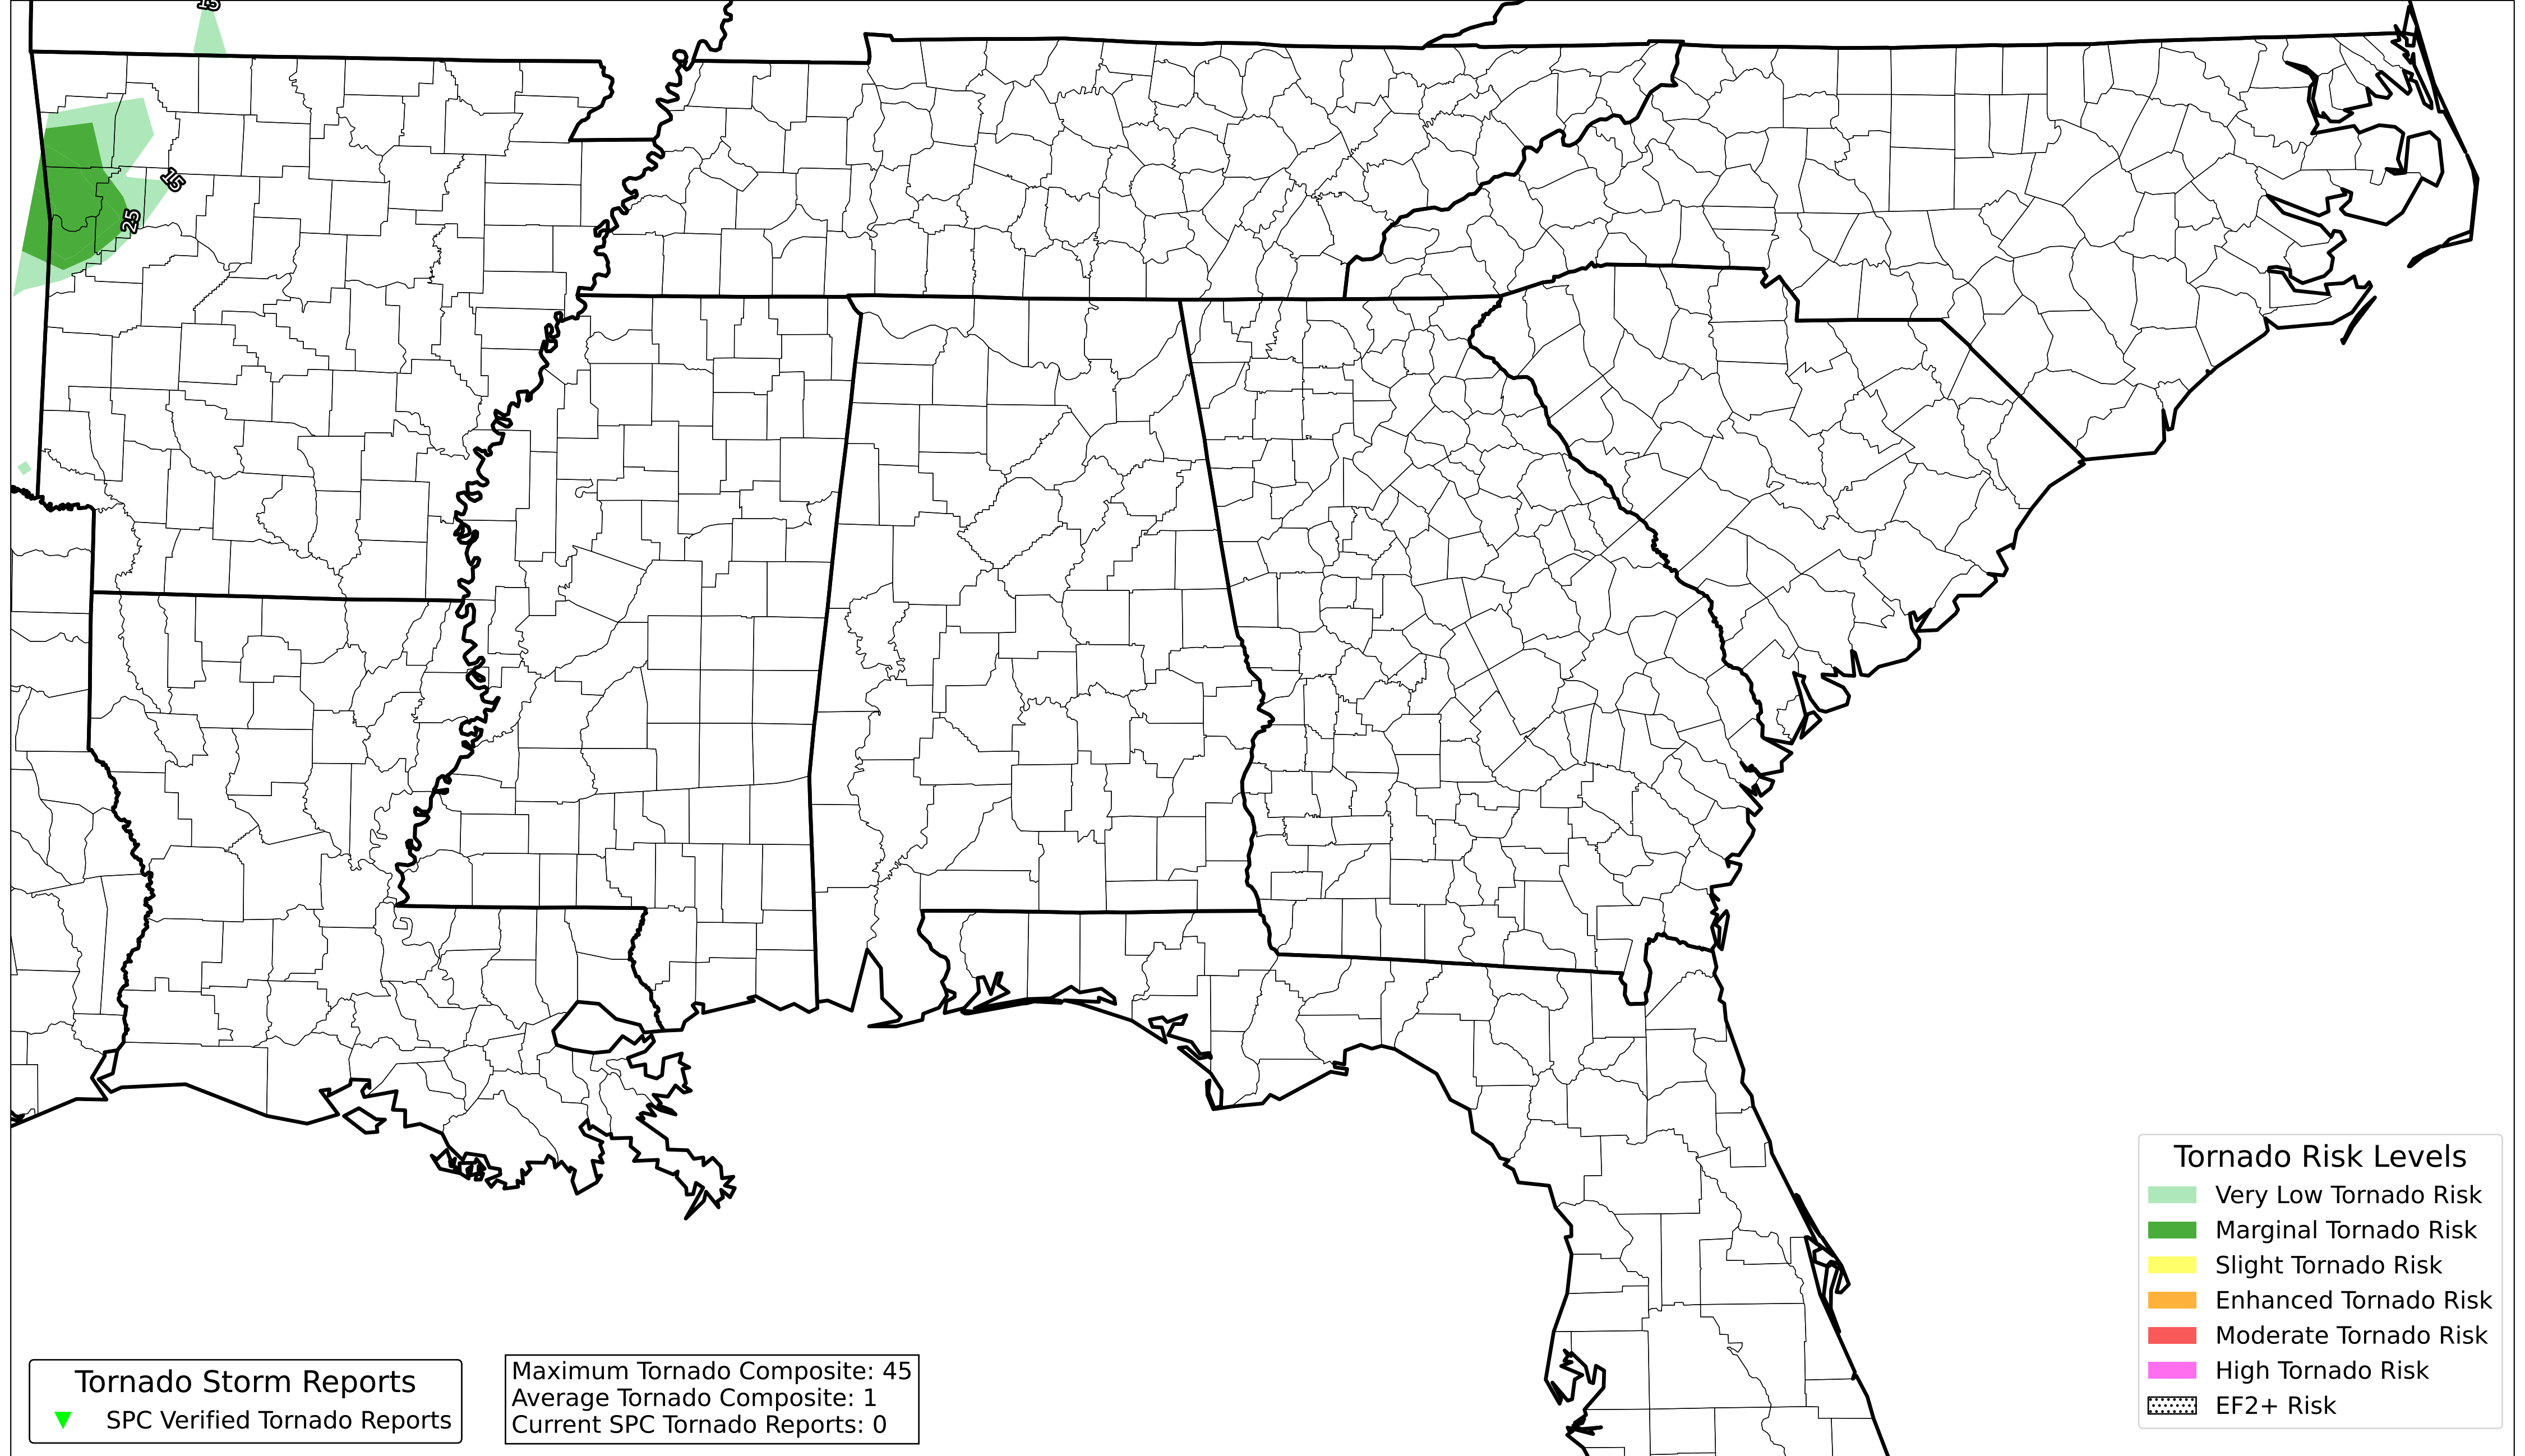 15
15
25
Tornado Risk Levels
Very Low Tornado Risk
Marginal Tornado Risk
Slight Tornado Risk
Enhanced Tornado Risk
Moderate Tornado Risk
High Tornado Risk
EF2+ Risk
Tornado Storm Reports
SPC Verified Tornado Reports
Maximum Tornado Composite: 45
Average Tornado Composite: 1
Current SPC Tornado Reports: 0